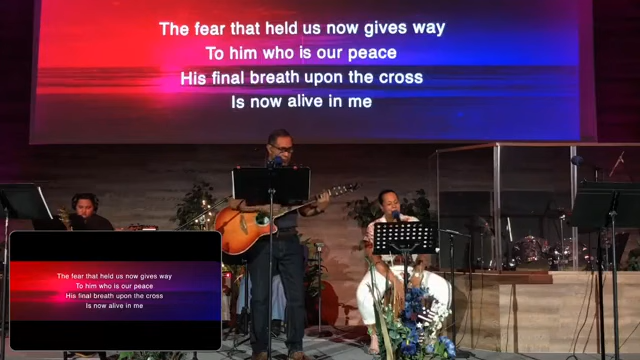 The fear that held us now gives way
To him who is our peace
His final breath upon the cross
Is now alive in me
The fear that held us now gives way
To him who is our peace
His final breath upon the cross
Is now alive in me